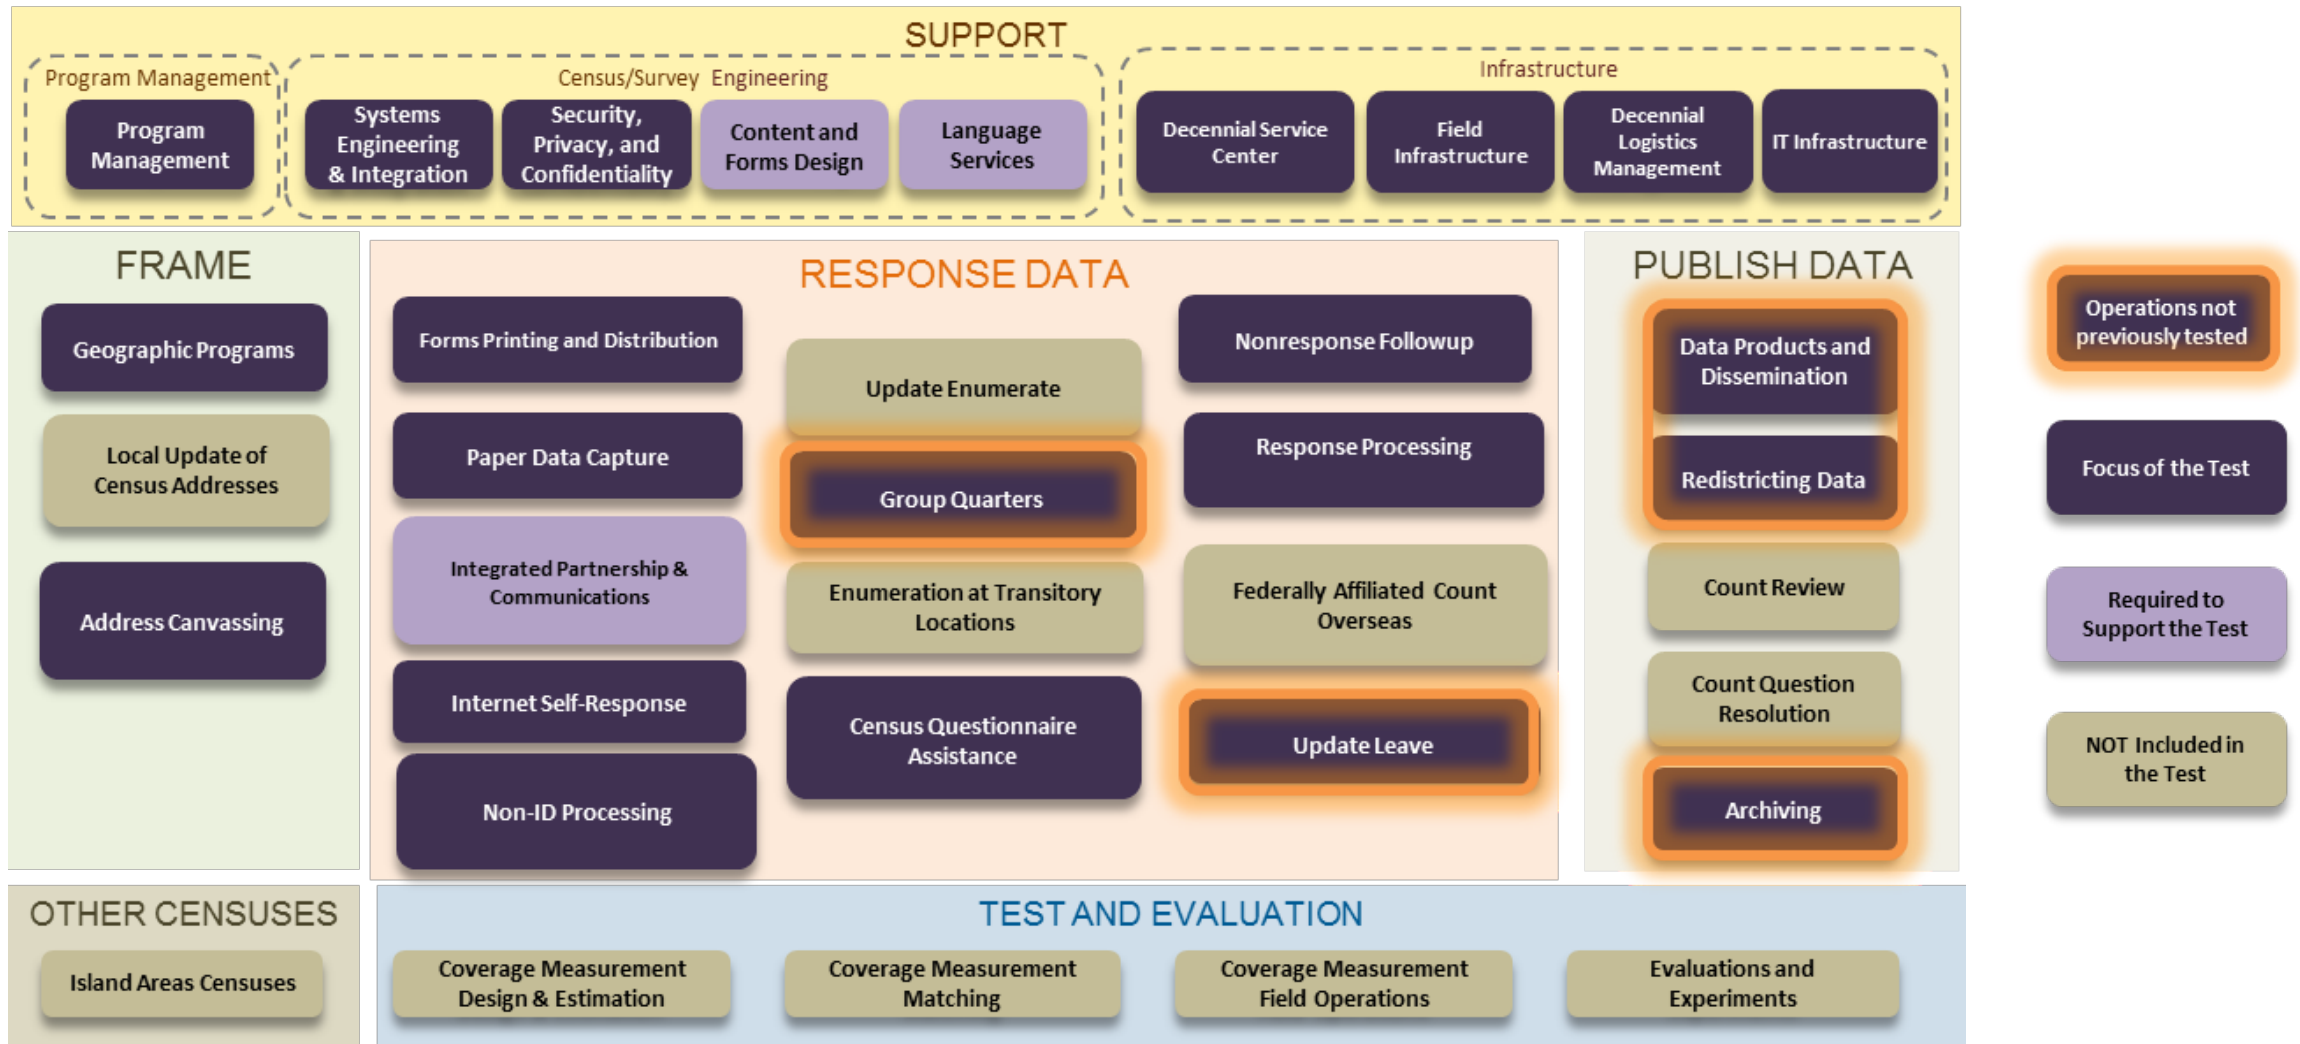 SUPPORT
Program Management
Program
Management
Census/Survey Engineering
Systems
Engineering
& Integration
Security,
Privacy, and
Confidentiality
Content and
Forms Design
Language
Services
Infrastructure
Decennial Service
Center
Field
Infrastructure
Decennial
Logistics
Management
IT Infrastructure
FRAME
Geographic Programs
Local Update of
Census Addresses
Address Canvassing
RESPONSE DATA
Forms Printing and Distribution
Paper Data Capture
Integrated Partnership &
Communications
Internet Self-Response
Non-ID Processing
Update Enumerate
Group Quarters
Enumeration at Transitory
Locations
Census Questionnaire
Assistance
Nonresponse Followup
Response Processing
Federally Affiliated Count
Overseas
Update Leave
PUBLISH DATA
Data Products and
Dissemination
Redistricting Data
Count Review
Count Question
Resolution
Archiving
Operations not
previously tested
Focus of the Test
Required to
Support the Test
NOT Included in
the Test
OTHER CENSUSES
Island Areas Censuses
TEST AND EVALUATION
Coverage Measurement
Design & Estimation
Coverage Measurement
Matching
Coverage Measurement
Field Operations
Evaluations and
Experiments